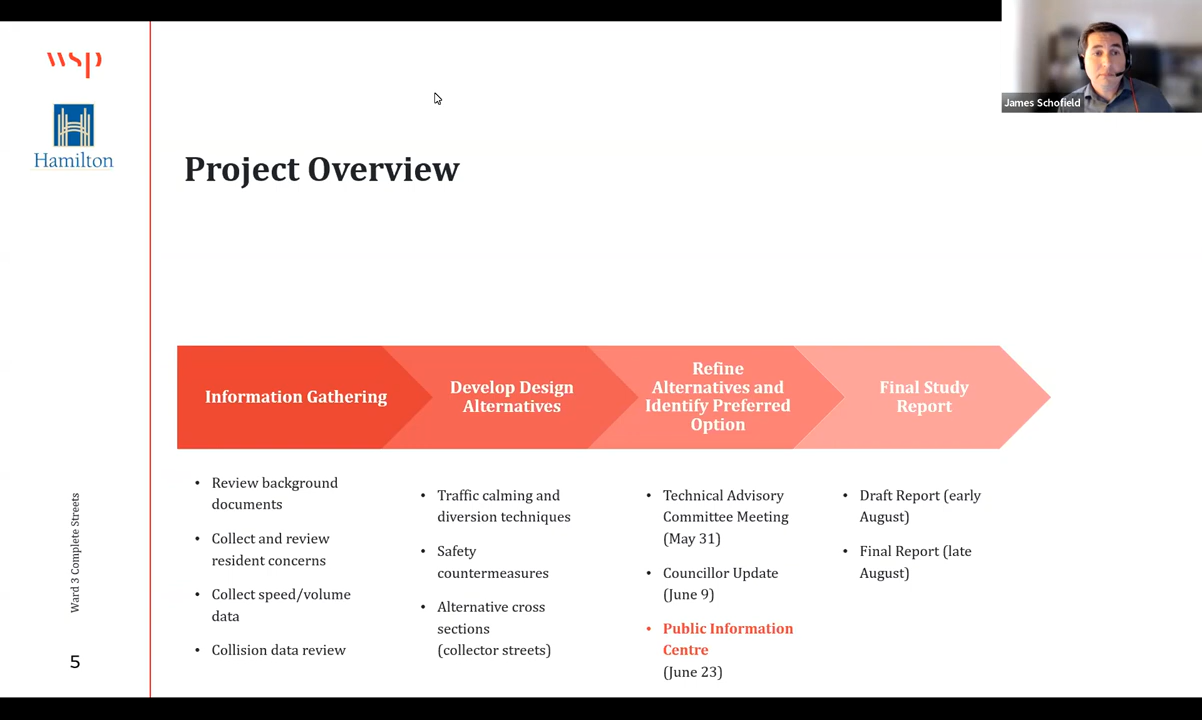 wsp
Hamilton
James Schofield
Project Overview
Information Gathering
Develop Design
Alternatives
Refine
Alternatives and
Identify Preferred
Option
Final Study
Report
• Review background
documents
• Collect and review
resident concerns
• Collect speed/volume
data
• Collision data review
• Traffic calming and
diversion techniques
• Safety
countermeasures
• Alternative cross
sections
(collector streets)
• Technical Advisory
Committee Meeting
(May 31)
• Councillor Update
(June 9)
• Public Information
Centre
(June 23)
• Draft Report (early
August)
• Final Report (late
August)
Ward 3 Complete Streets
5